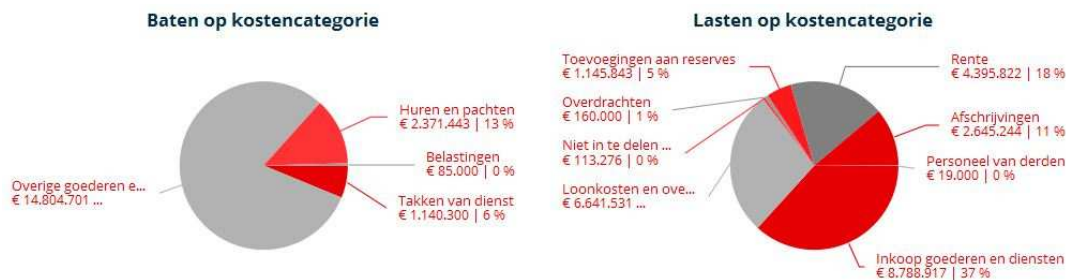 Baten op kostencategorie
Huren en pachten
€ 2.371.443 | 13 %
Belastingen
€ 85.000 | 0 %
Overige goederen e...
€ 14.804.701 ...
Takken van dienst
€ 1.140.300 | 6 %
Lasten op kostencategorie
Toevoegingen aan reserves
€ 1.145.843 | 5 %
Rente
€ 4.395.822 | 18 %
Overdrachten
€ 160.000 | 1 %
Afschrijvingen
€ 2.645.244 | 11 %
Niet in te delen ...
€ 113.276 | 0 %
Personeel van derden
€ 19.000 | 0 %
Loonkosten en ove...
€ 6.641.531 ...
Inkoop goederen en diensten
€ 8.788.917 | 37 %